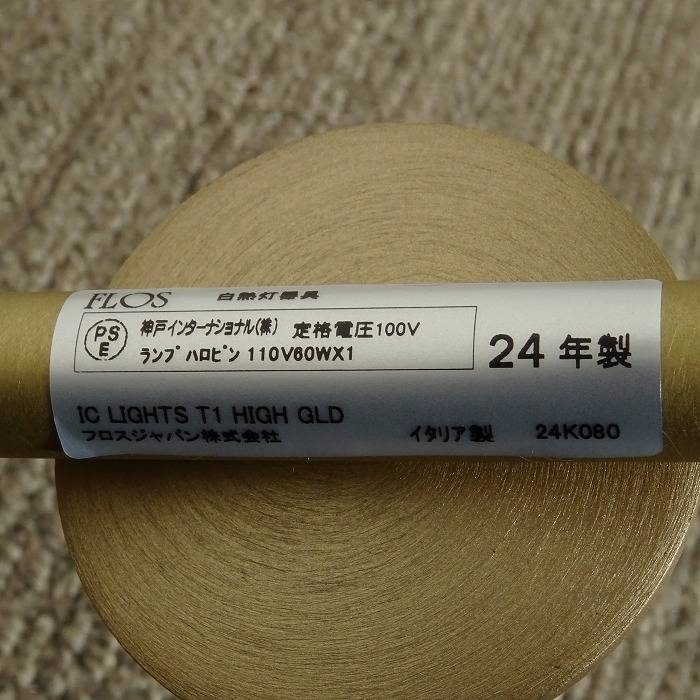 FLOS 白熱灯器具
PS
E
神戸インターナショナル(株) 定格電圧100V
ランプ ハロピン 110V60WX1
24年製
IC LIGHTS T1 HIGH GLD
フロスジャパン株式会社 イタリア製 24K080